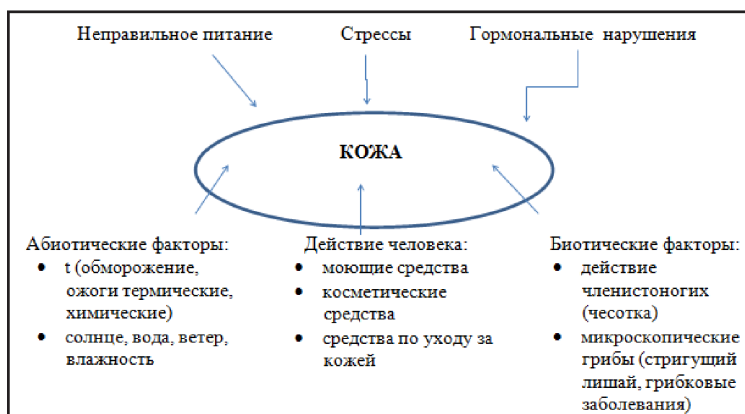 Неправильное питание
Стрессы
Гормональные нарушения
КОЖА
Абиотические факторы:
• t (обморожение,
ожоги термические,
химические)
• солнце, вода, ветер,
влажность
Действие человека:
• моющие средства
• косметические
средства
• средства по уходу за
кожей
Биотические факторы:
• действие
членистоногих
(чесотка)
• микроскопические
грибы (стригущий
лишай, грибковые
заболевания)